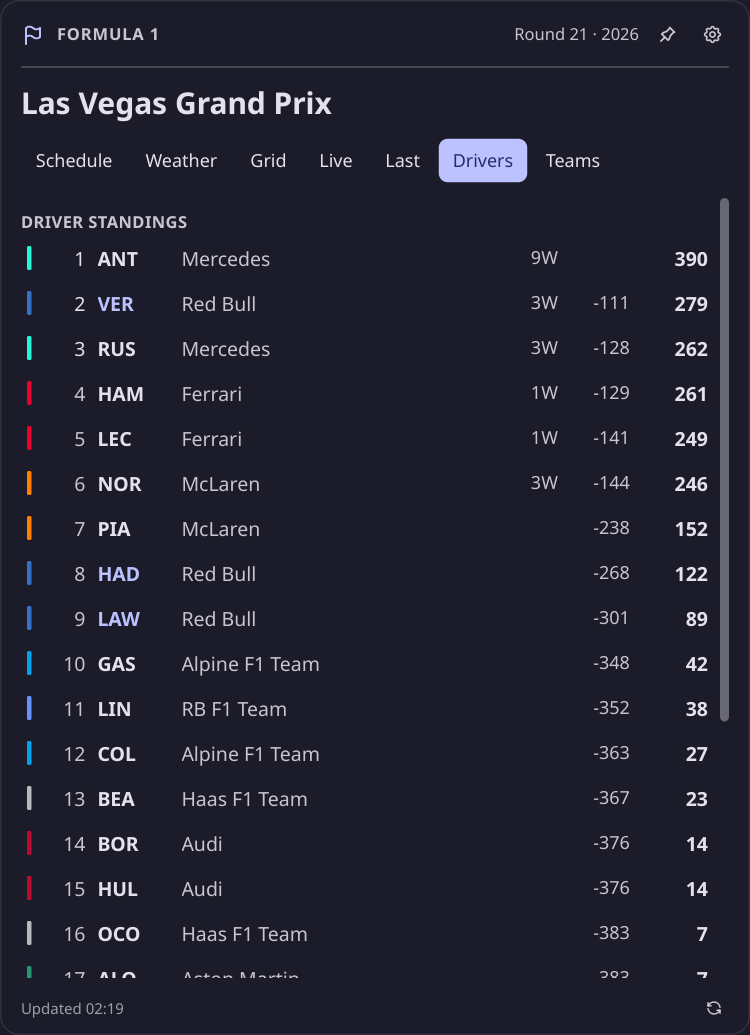 FORMULA 1 Round 21 · 2026
Las Vegas Grand Prix
Schedule Weather Grid Live Last Drivers Teams
DRIVER STANDINGS
1 ANT Mercedes 9W 390
2 VER Red Bull 3W -111 279
3 RUS Mercedes 3W -128 262
4 HAM Ferrari 1W -129 261
5 LEC Ferrari 1W -141 249
6 NOR McLaren 3W -144 246
7 PIA McLaren -238 152
8 HAD Red Bull -268 122
9 LAW Red Bull -301 89
10 GAS Alpine F1 Team -348 42
11 LIN RB F1 Team -352 38
12 COL Alpine F1 Team -363 27
13 BEA Haas F1 Team -367 23
14 BOR Audi -376 14
15 HUL Audi -376 14
16 OCO Haas F1 Team -383 7
17 ALO Aston Martin -383 7
Updated 02:19